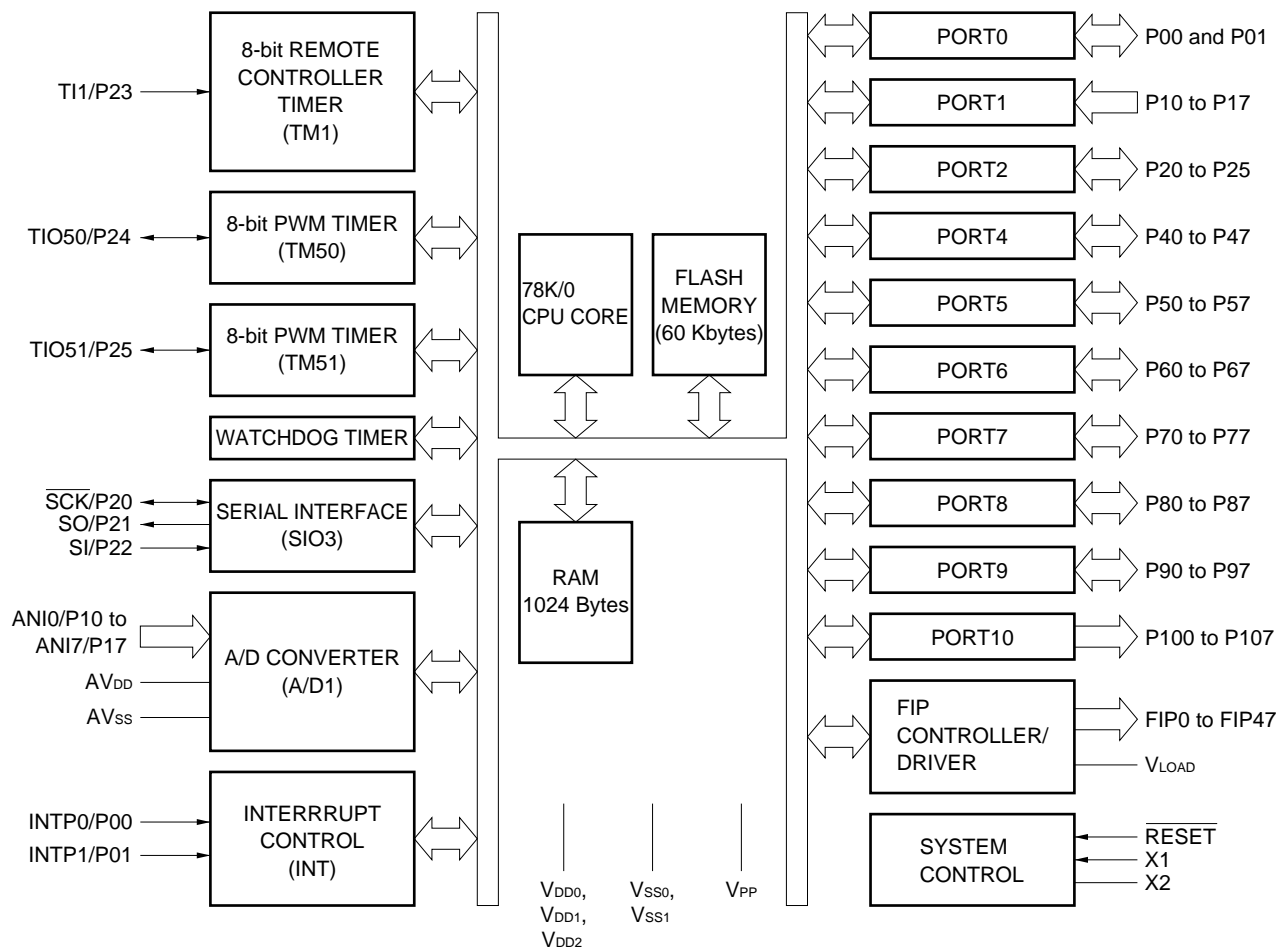 8-bit REMOTE
CONTROLLER
TIMER
(TM1)
TI1/P23
8-bit PWM TIMER
(TM50)
TIO50/P24
8-bit PWM TIMER
(TM51)
TIO51/P25
WATCHDOG TIMER
SERIAL INTERFACE
(SIO3)
SCK/P20
SO/P21
SI/P22
ANI0/P10 to
ANI7/P17
AVDD
AVSS
A/D CONVERTER
(A/D1)
INTP0/P00
INTP1/P01
INTERRRUPT
CONTROL
(INT)
78K/0
CPU CORE
FLASH
MEMORY
(60 Kbytes)
RAM
1024 Bytes
VDD0,
VDD1,
VDD2
VSS0,
VSS1
VPP
PORT0
P00 and P01
PORT1
P10 to P17
PORT2
P20 to P25
PORT4
P40 to P47
PORT5
P50 to P57
PORT6
P60 to P67
PORT7
P70 to P77
PORT8
P80 to P87
PORT9
P90 to P97
PORT10
P100 to P107
FIP
CONTROLLER/
DRIVER
FIP0 to FIP47
VLOAD
SYSTEM
CONTROL
RESET
X1
X2